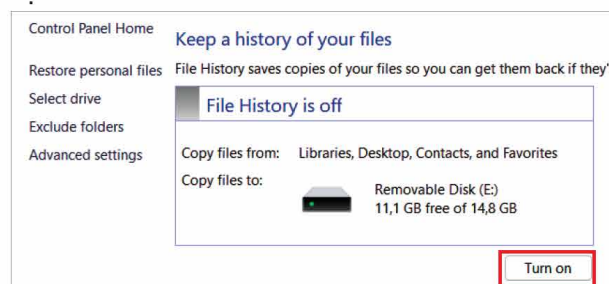 Control Panel Home
Restore personal files
Select drive
Exclude folders
Advanced settings
Keep a history of your files
File History saves copies of your files so you can get them back if they'
File History is off
Copy files from: Libraries, Desktop, Contacts, and Favorites
Copy files to:
Removable Disk (E:)
11,1 GB free of 14,8 GB
Turn on